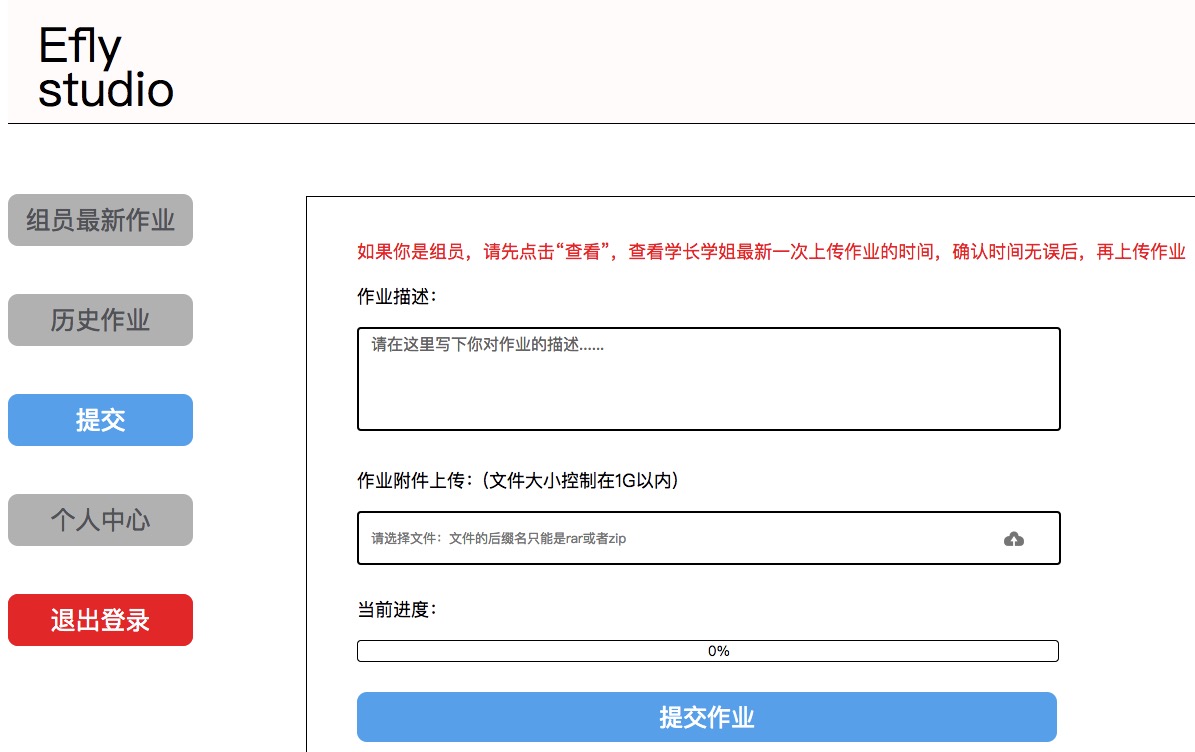 Efly
studio
组员最新作业
历史作业
提交
个人中心
退出登录
如果你是组员，请先点击“查看”，查看学长学姐最新一次上传作业的时间，确认时间无误后，再上传作业
作业描述：
请在这里写下你对作业的描述......
作业附件上传：（文件大小控制在1G以内）
请选择文件：文件的后缀名只能是rar或者zip
当前进度：
0%
提交作业